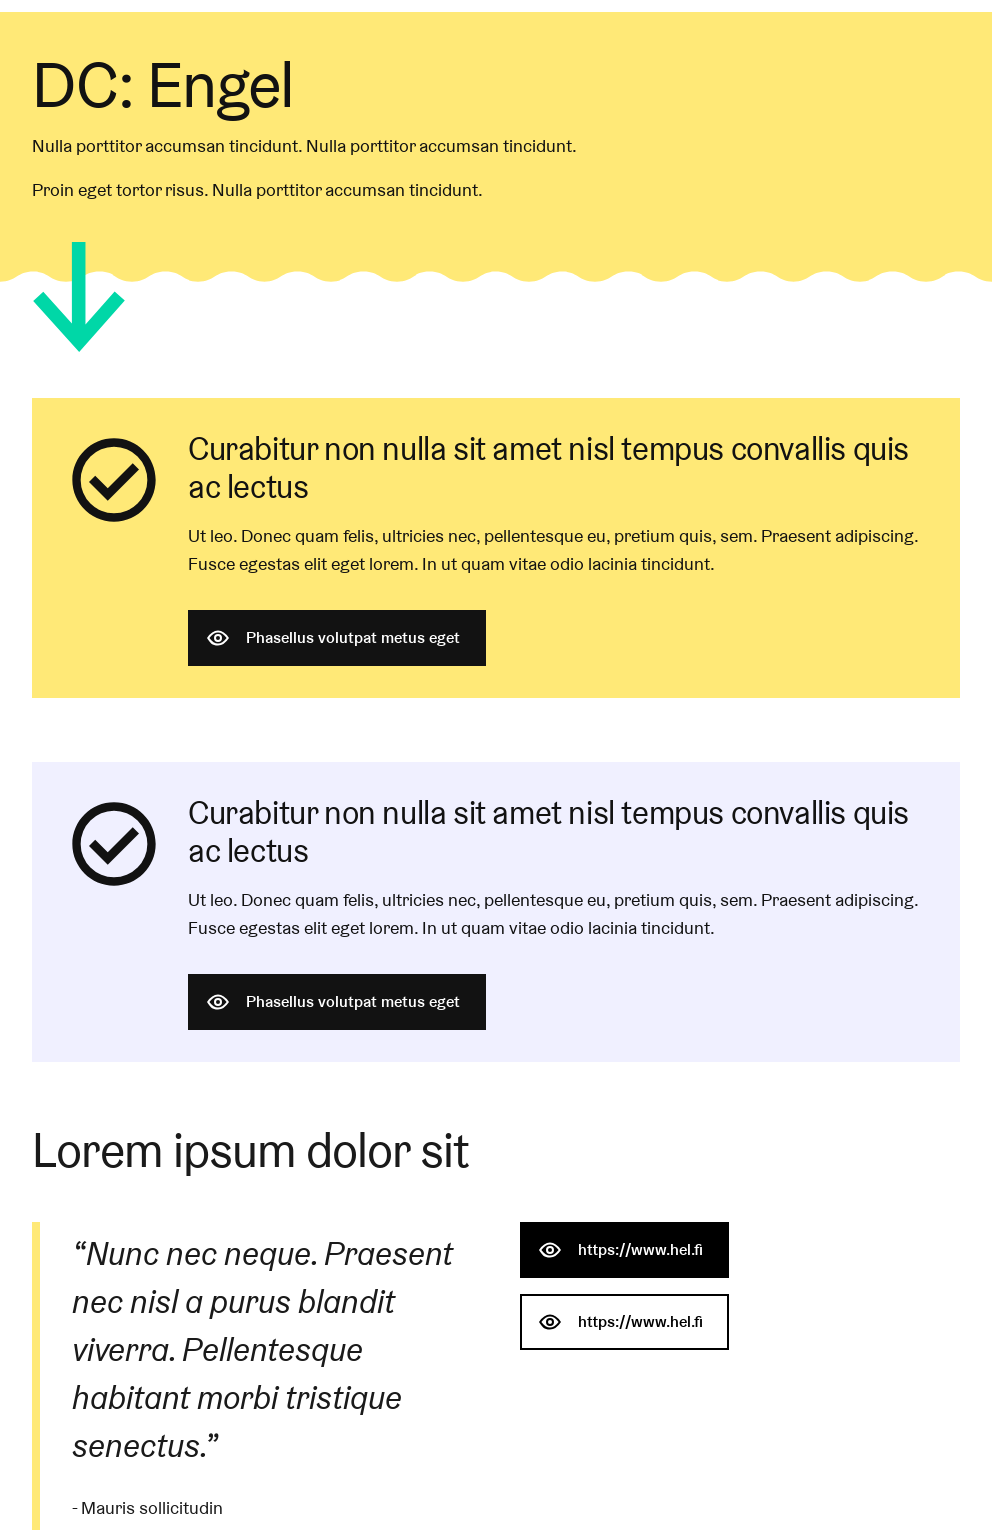 DC: Engel
Nulla porttitor accumsan tincidunt. Nulla porttitor accumsan tincidunt.
Proin eget tortor risus. Nulla porttitor accumsan tincidunt.
Curabitur non nulla sit amet nisl tempus convallis quis
ac lectus
Ut leo. Donec quam felis, ultricies nec, pellentesque eu, pretium quis, sem. Praesent adipiscing.
Fusce egestas elit eget lorem. In ut quam vitae odio lacinia tincidunt.
Phasellus volutpat metus eget
Curabitur non nulla sit amet nisl tempus convallis quis
ac lectus
Ut leo. Donec quam felis, ultricies nec, pellentesque eu, pretium quis, sem. Praesent adipiscing.
Fusce egestas elit eget lorem. In ut quam vitae odio lacinia tincidunt.
Phasellus volutpat metus eget
Lorem ipsum dolor sit
“Nunc nec neque. Praesent
nec nisl a purus blandit
viverra. Pellentesque
habitant morbi tristique
senectus.”
- Mauris sollicitudin
https://www.hel.fi
https://www.hel.fi